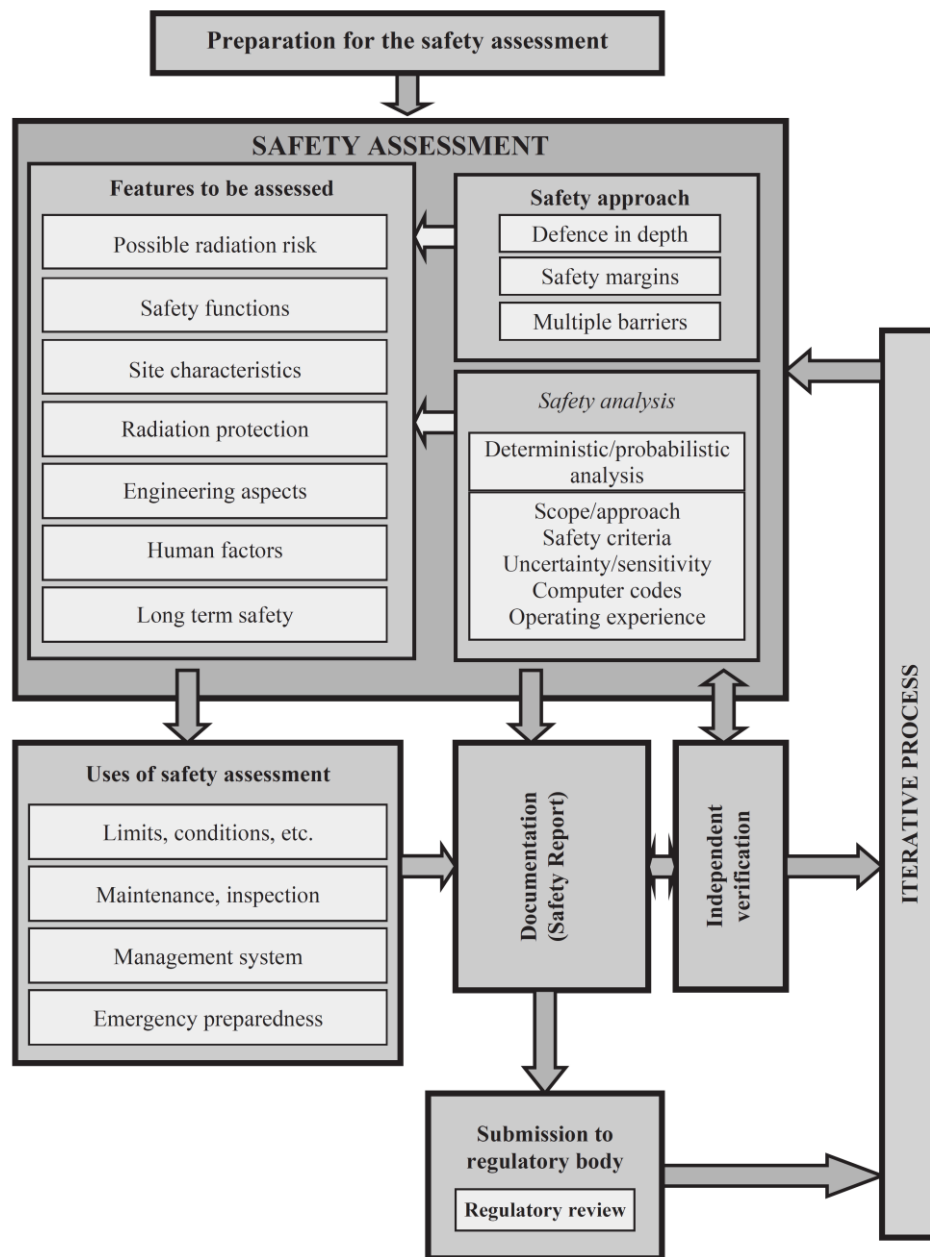 Preparation for the safety assessment
SAFETY ASSESSMENT
Features to be assessed
Possible radiation risk
Safety functions
Site characteristics
Radiation protection
Engineering aspects
Human factors
Long term safety
Safety approach
Defence in depth
Safety margins
Multiple barriers
Safety analysis
Deterministic/probabilistic
analysis
Scope/approach
Safety criteria
Uncertainty/sensitivity
Computer codes
Operating experience
Uses of safety assessment
Limits, conditions, etc.
Maintenance, inspection
Management system
Emergency preparedness
Documentation
(Safety Report)
Independent
verification
Submission to
regulatory body
Regulatory review
ITERATIVE PROCESS